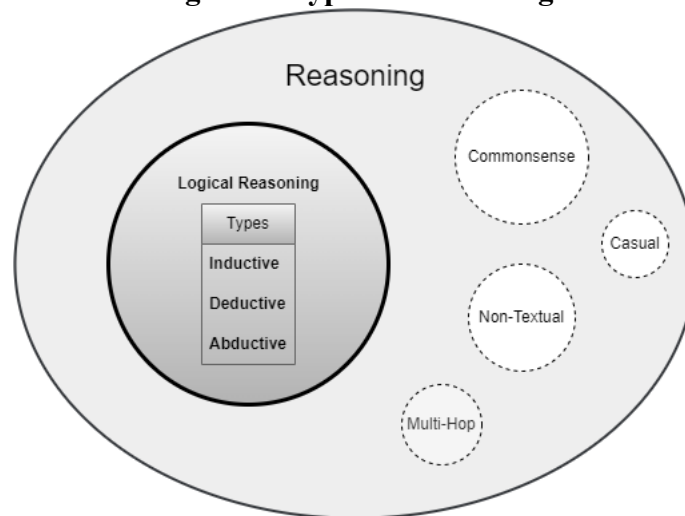 Reasoning
Logical Reasoning
Types
Inductive
Deductive
Abductive
Commonsense
Casual
Non-Textual
Multi-Hop